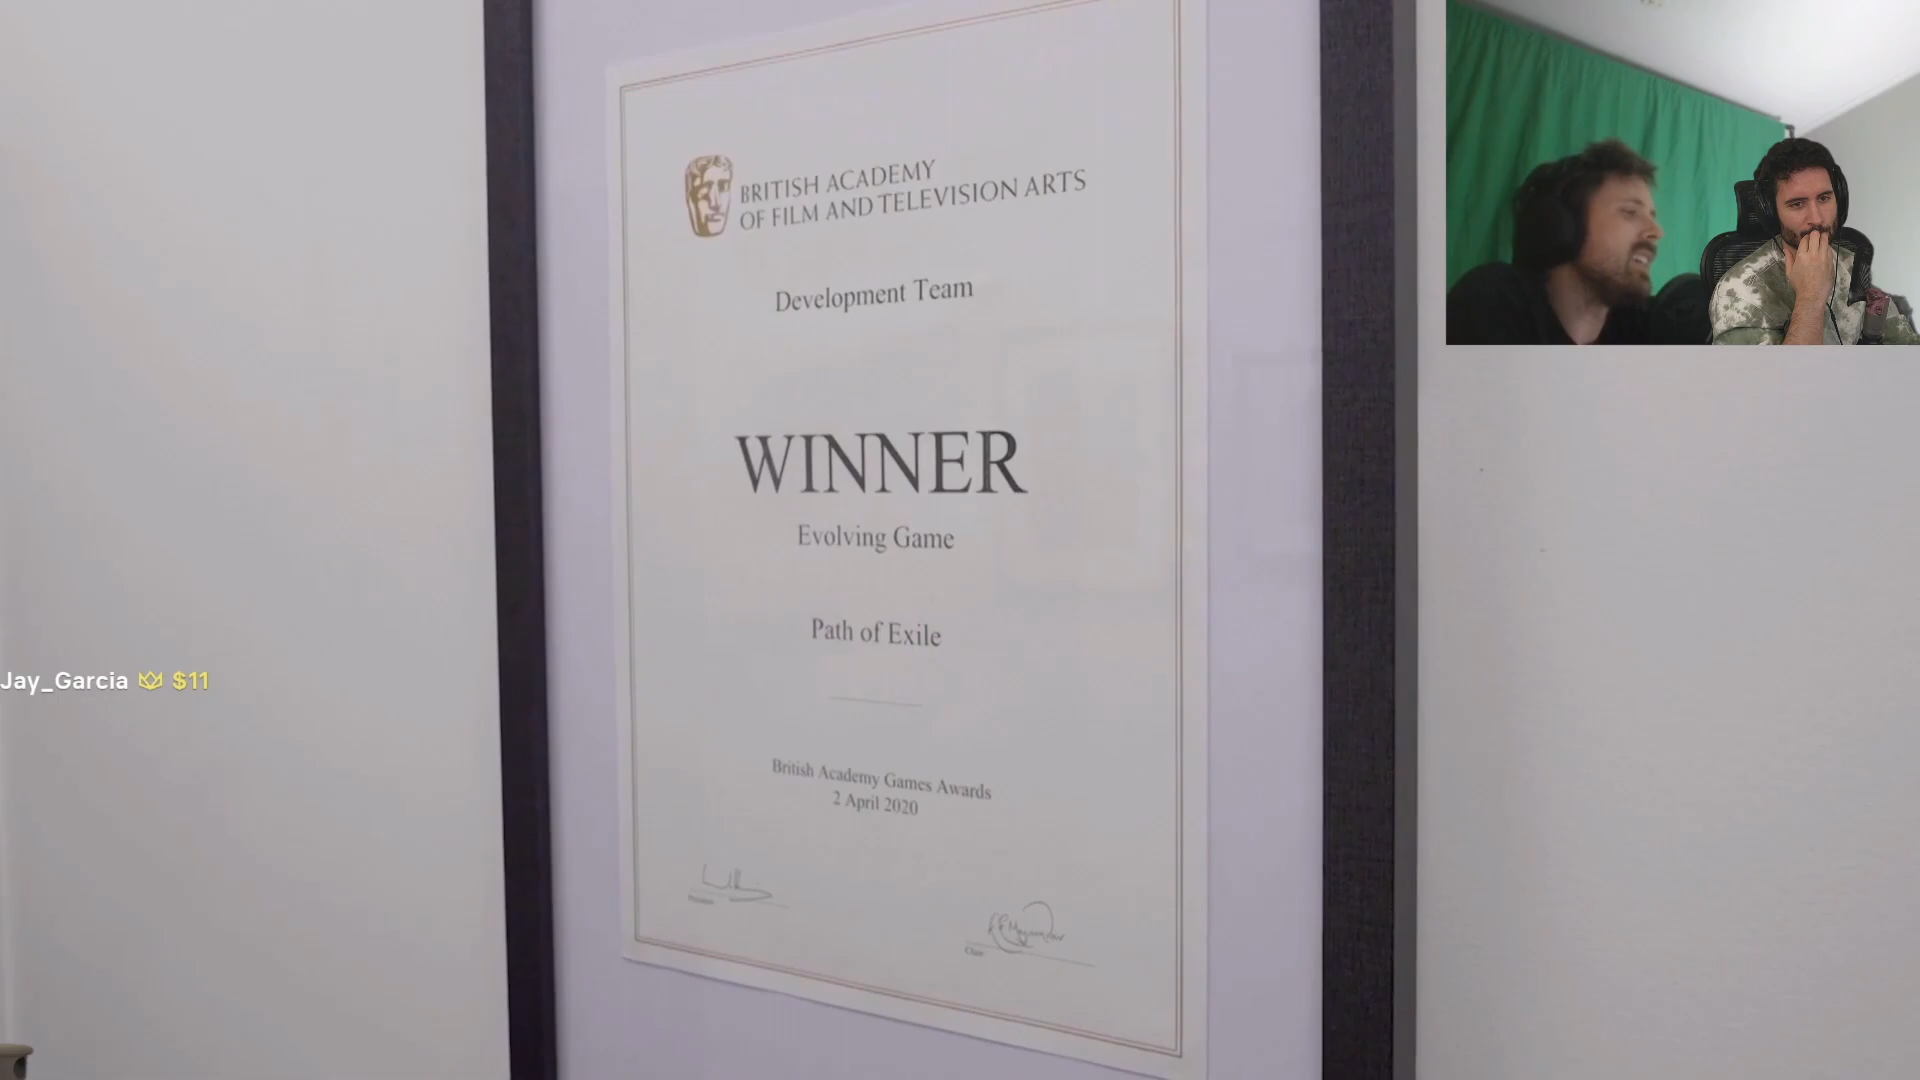 BRITISH ACADEMY
OF FILM AND TELEVISION ARTS
Development Team
WINNER
Evolving Game
Path of Exile
Jay_Garcia $11
British Academy Games Awards
2 April 2020
Chair